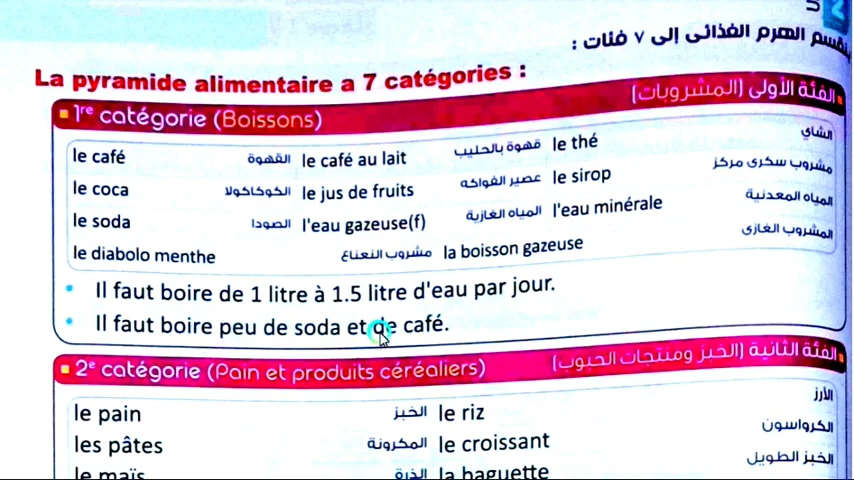 ينقسم الهرم الغذائى إلى ٧ فئات :
La pyramide alimentaire a 7 catégories :
1re catégorie (Boissons) الفئة الأولى (المشروبات)
le café القهوة le café au lait قهوة بالحليب le thé الشاي
le coca الكوكاكولا le jus de fruits عصير الفواكه le sirop مشروب سكرى مركز
le soda الصودا l'eau gazeuse(f) المياه الغازية l'eau minérale المياه المعدنية
le diabolo menthe مشروب النعناع la boisson gazeuse المشروب الغازى
• Il faut boire de 1 litre à 1.5 litre d'eau par jour.
• Il faut boire peu de soda et de café.
2e catégorie (Pain et produits céréaliers) الفئة الثانية (الخبز ومنتجات الحبوب)
le pain الخبز le riz الأرز
les pâtes المكرونة le croissant الكرواسون
le maïs الذرة la baguette الخبز الطويل